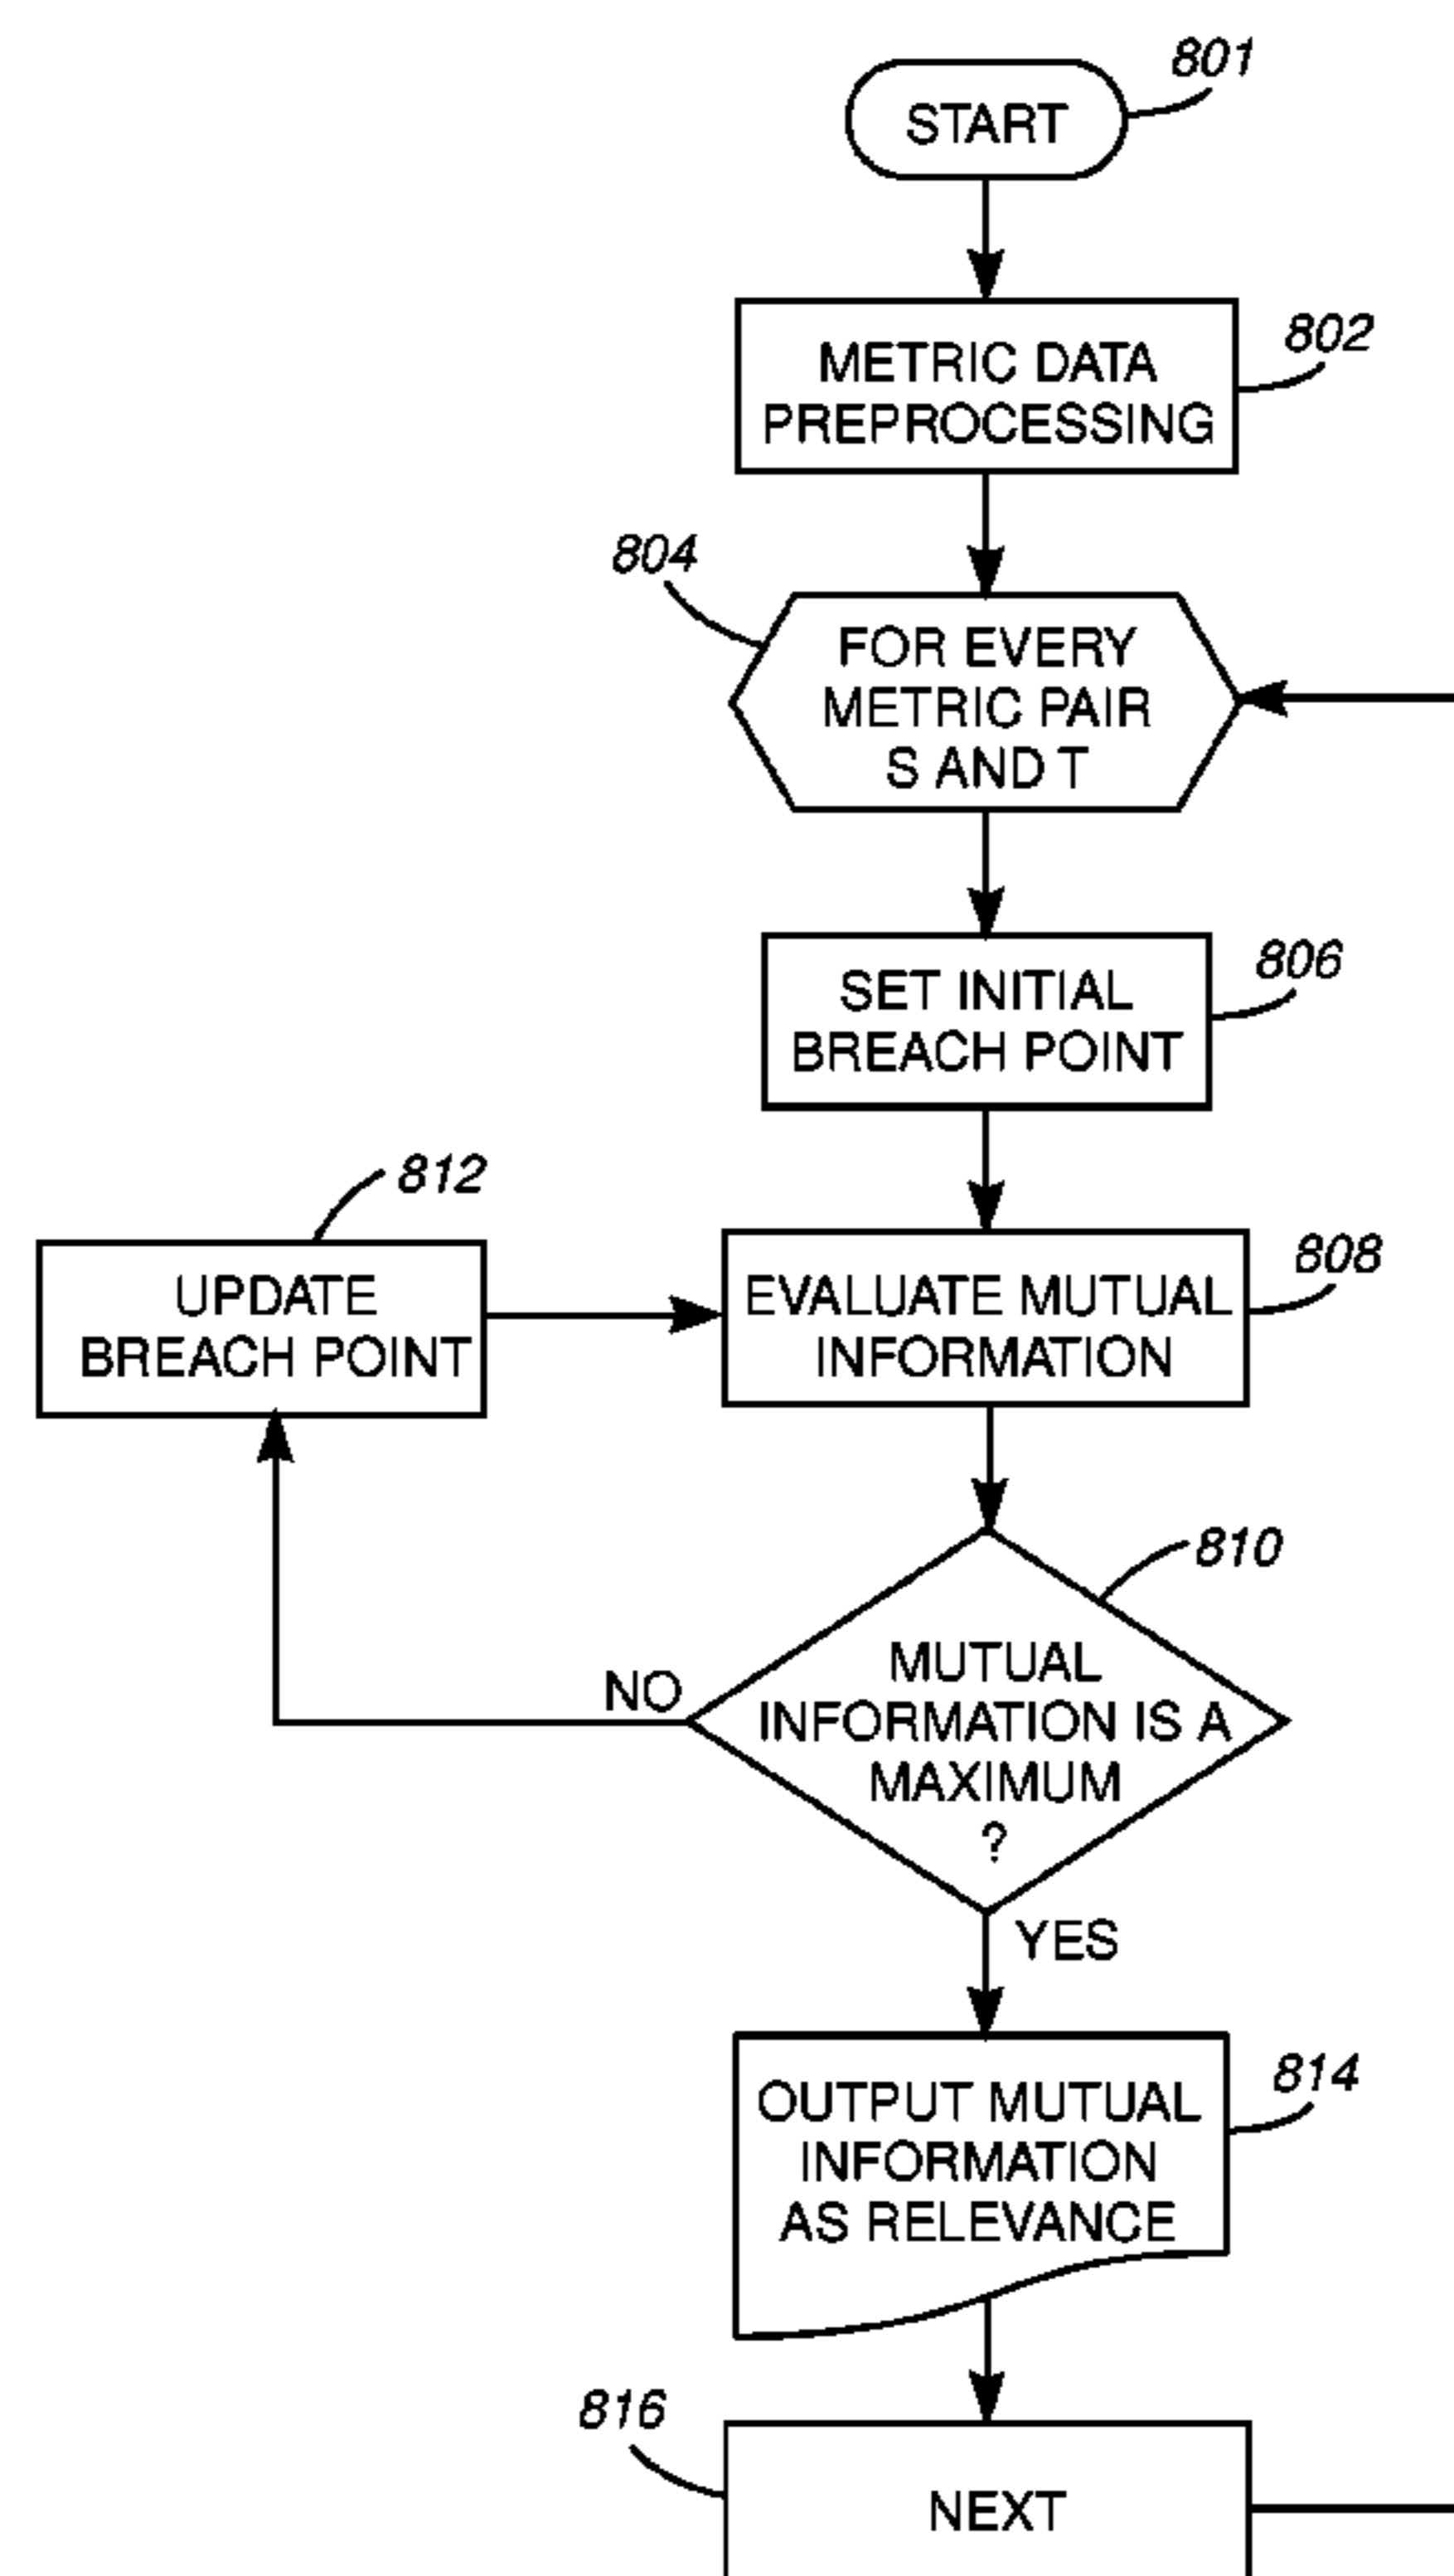 801
START
802
METRIC DATA
PREPROCESSING
804
FOR EVERY
METRIC PAIR
S AND T
806
SET INITIAL
BREACH POINT
812
UPDATE
BREACH POINT
808
EVALUATE MUTUAL
INFORMATION
810
MUTUAL
INFORMATION IS A
MAXIMUM
?
NO
YES
814
OUTPUT MUTUAL
INFORMATION
AS RELEVANCE
816
NEXT